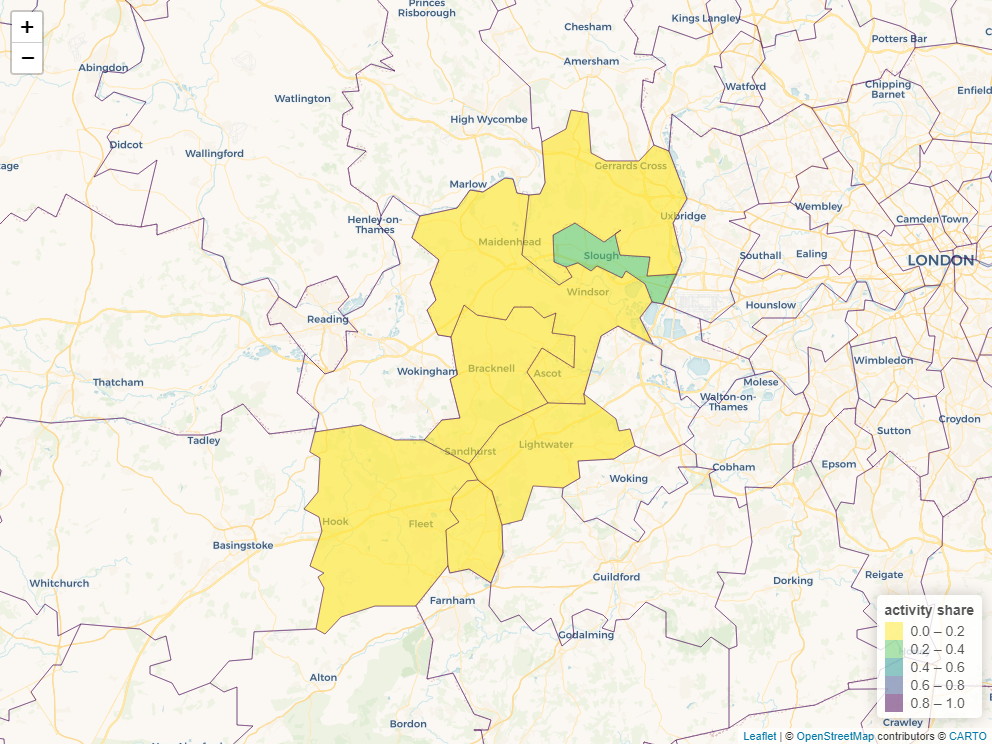 +
−
Princes
Risborough
Chesham
Kings Langley
Potters Bar
Abingdon
Amersham
Watford
Chipping
Barnet
Enfield
Watlington
High Wycombe
Didcot
Wallingford
Gerrards Cross
tage
Marlow
Henley-on-
Thames
Uxbridge
Wembley
Camden Town
Maidenhead
Slough
Southall
Ealing
LONDON
Windsor
Hounslow
Reading
Wokingham
Bracknell
Ascot
Wimbledon
Thatcham
Molese
Walton-on-
Thames
Croydon
Tadley
Sandhurst
Lightwater
Sutton
Woking
Cobham
Epsom
Hook
Fleet
Basingstoke
Whitchurch
Guildford
Dorking
Reigate
Farnham
Godalming
Alton
Bordon
Crawley
activity share
0.0 – 0.2
0.2 – 0.4
0.4 – 0.6
0.6 – 0.8
0.8 – 1.0
Leaflet | © OpenStreetMap contributors © CARTO